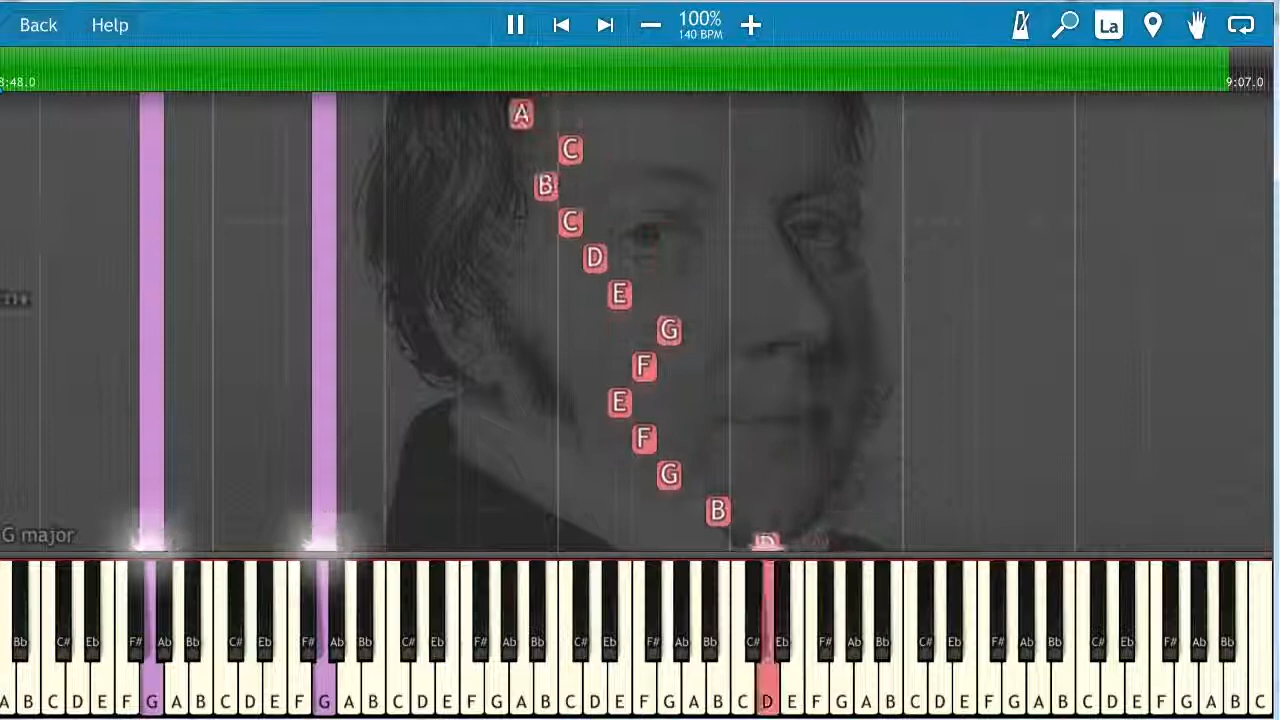 Back Help 100% La
140 BPM
8:48.0 9:07.0
A
C
B
C
D
E
G
F
E
F
G
B
D
G major
Bb C# Eb F# Ab Bb C# Eb F# Ab Bb C# Eb F# Ab Bb C# Eb F# Ab Bb C# Eb F# Ab Bb C# Eb F# Ab Bb C# Eb F# Ab Bb
A B C D E F G A B C D E F G A B C D E F G A B C D E F G A B C D E F G A B C D E F G A B C D E F G A B C